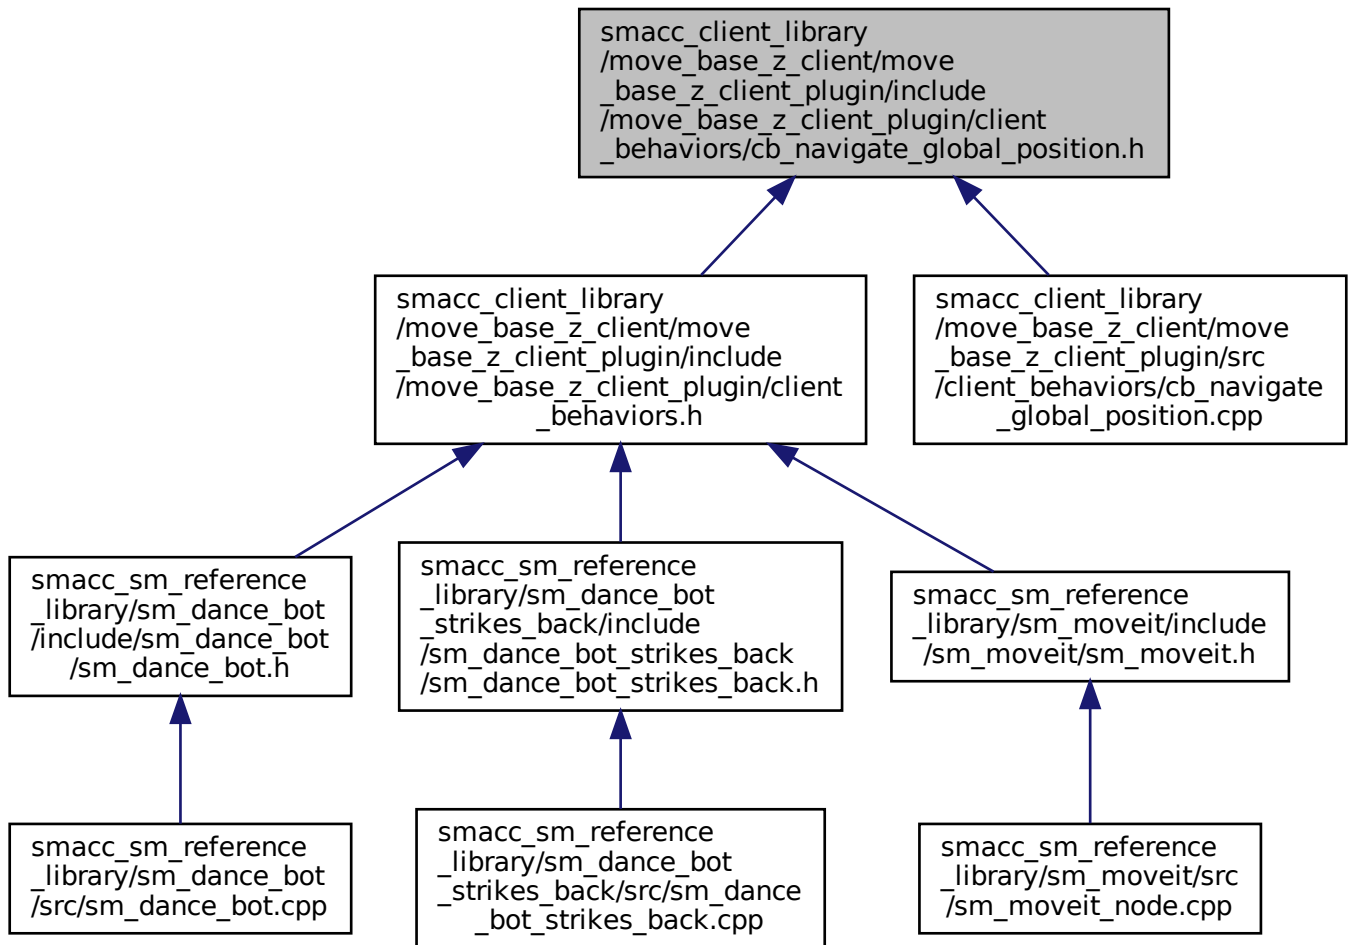 smacc_client_library
/move_base_z_client/move
_base_z_client_plugin/include
/move_base_z_client_plugin/client
_behaviors/cb_navigate_global_position.h
smacc_client_library
/move_base_z_client/move
_base_z_client_plugin/include
/move_base_z_client_plugin/client
_behaviors.h
smacc_client_library
/move_base_z_client/move
_base_z_client_plugin/src
/client_behaviors/cb_navigate
_global_position.cpp
smacc_sm_reference
_library/sm_dance_bot
/include/sm_dance_bot
/sm_dance_bot.h
smacc_sm_reference
_library/sm_dance_bot
_strikes_back/include
/sm_dance_bot_strikes_back
/sm_dance_bot_strikes_back.h
smacc_sm_reference
_library/sm_moveit/include
/sm_moveit/sm_moveit.h
smacc_sm_reference
_library/sm_dance_bot
/src/sm_dance_bot.cpp
smacc_sm_reference
_library/sm_dance_bot
_strikes_back/src/sm_dance
_bot_strikes_back.cpp
smacc_sm_reference
_library/sm_moveit/src
/sm_moveit_node.cpp